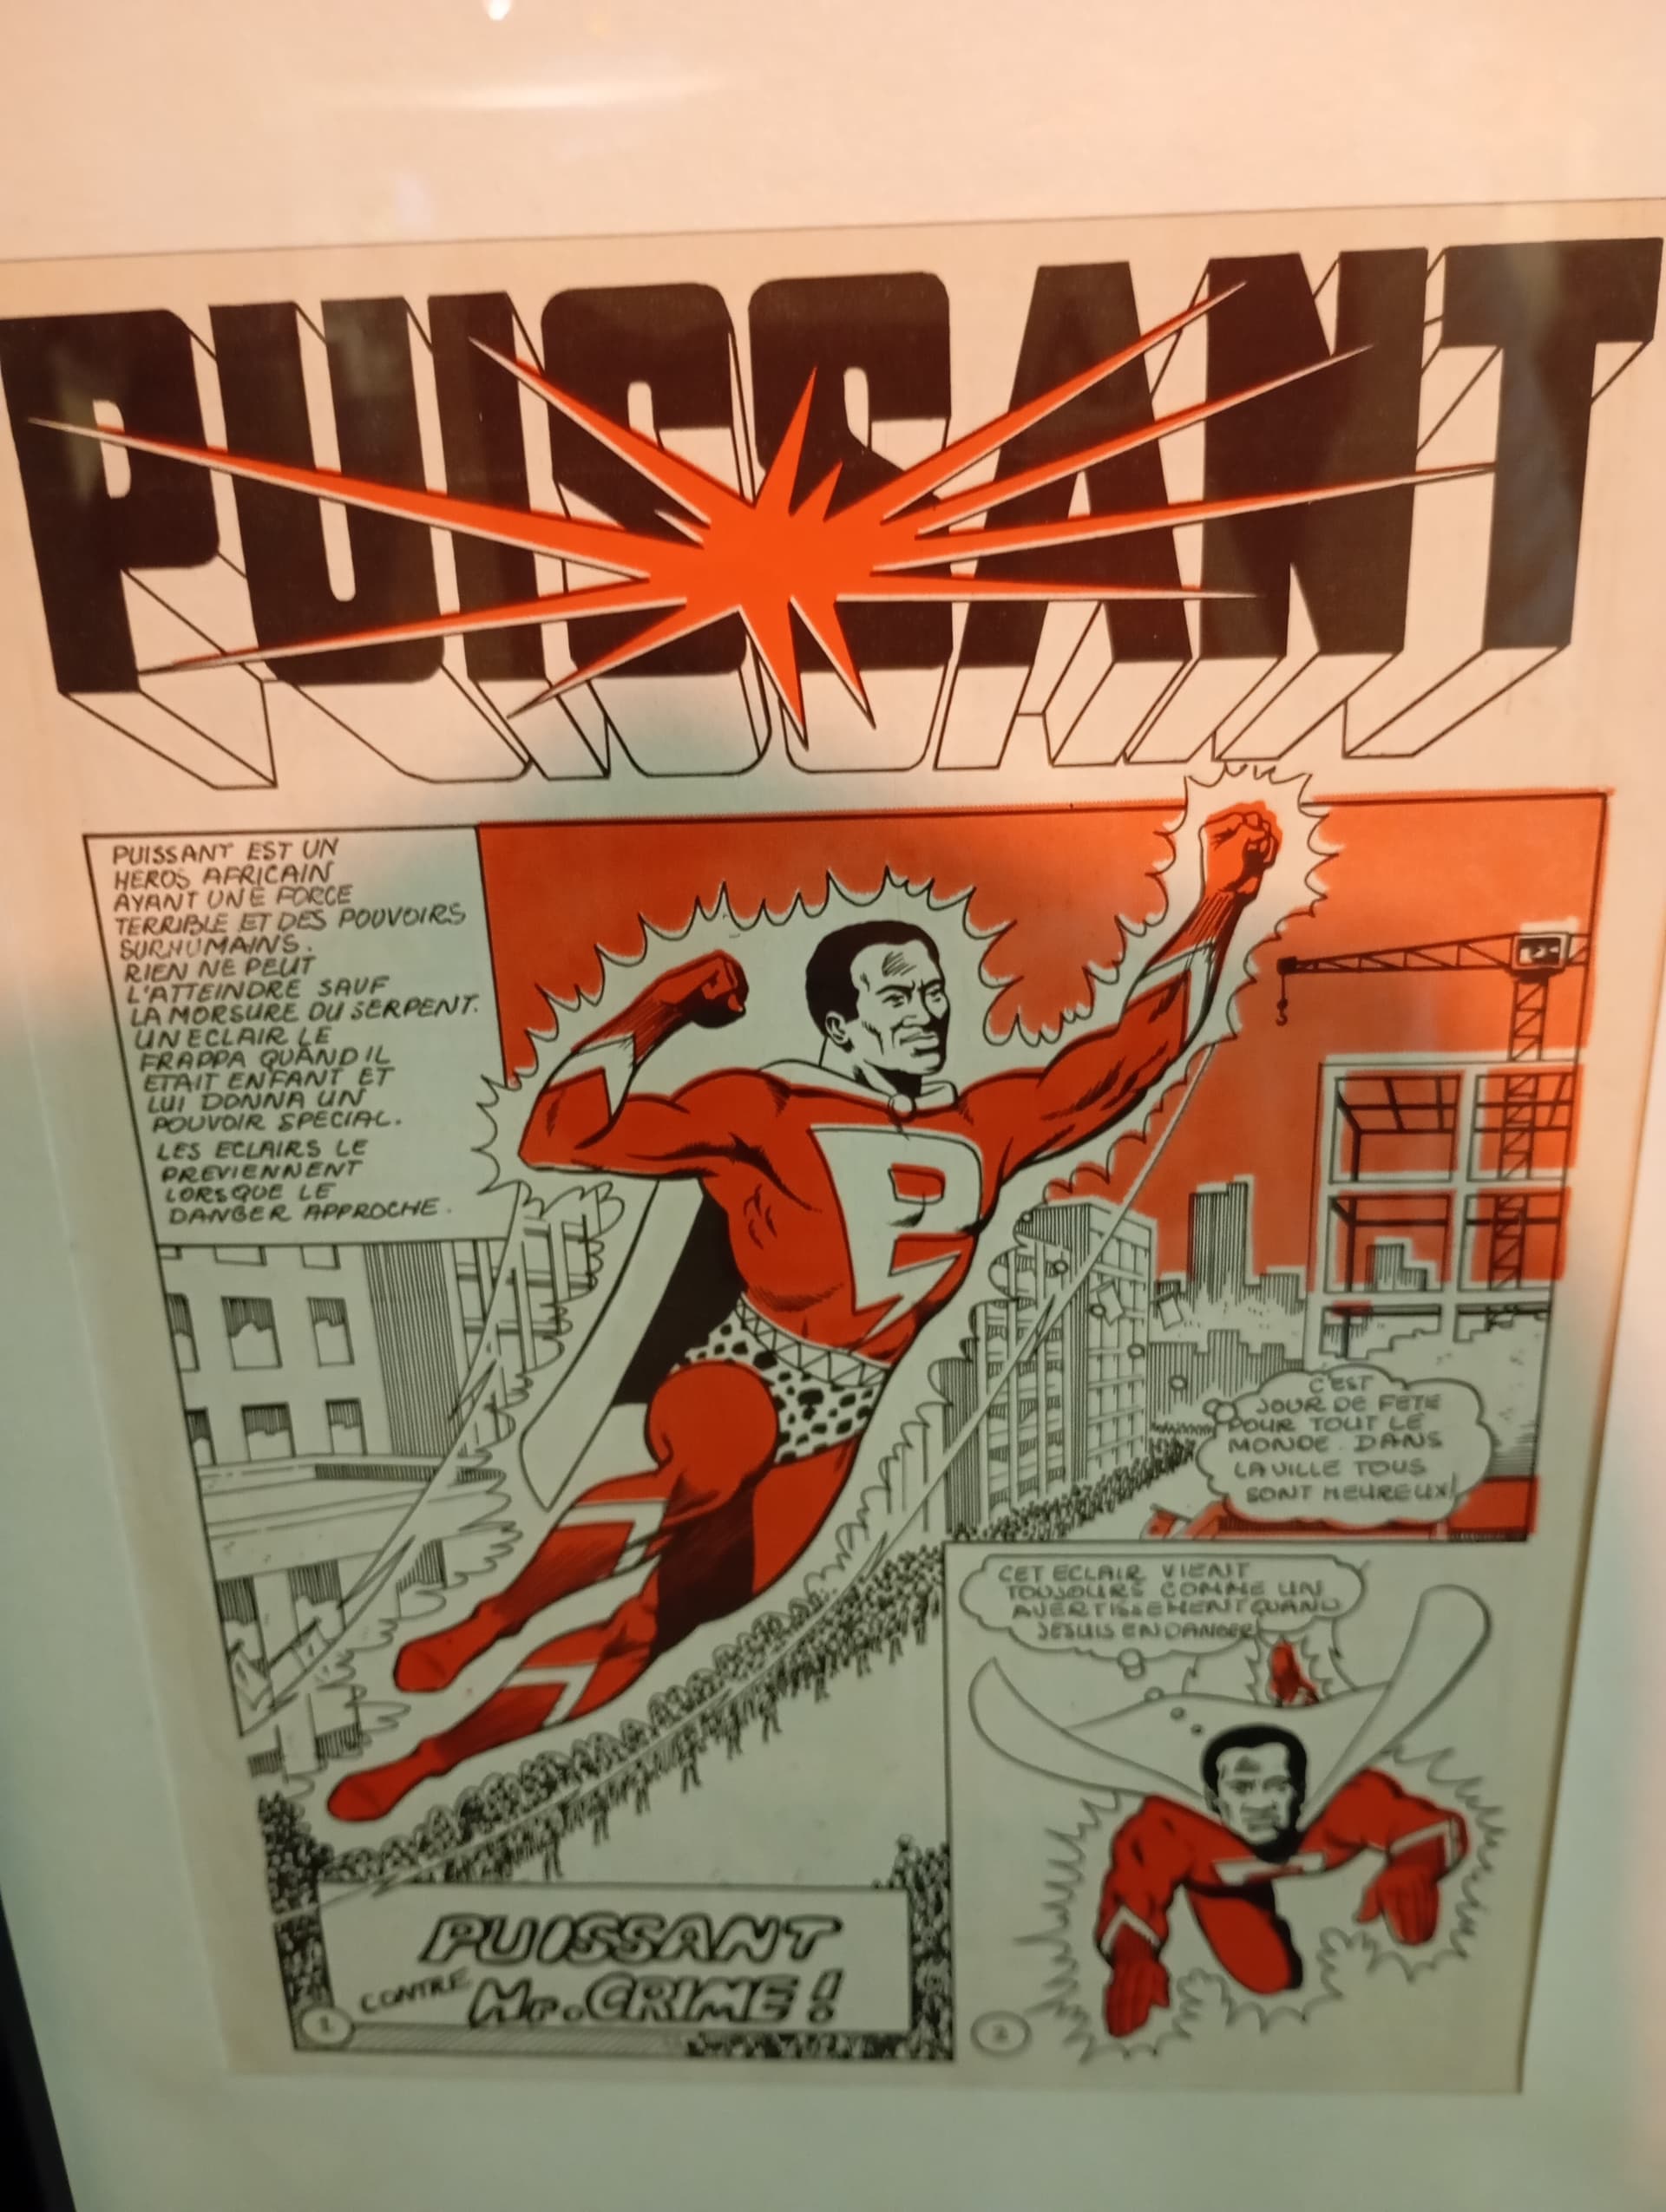 PUISSANT
PUISSANT EST UN
HEROS AFRICAIN
AYANT UNE FORCE
TERRIBLE ET DES POUVOIRS
SURHUMAINS.
RIEN NE PEUT
L'ATTEINDRE SAUF
LA MORSURE DU SERPENT.
UN ECLAIR LE
FRAPPA QUAND IL
ETAIT ENFANT ET
LUI DONNA UN
POUVOIR SPECIAL.
LES ECLAIRS LE
PREVIENNENT
LORSQUE LE
DANGER APPROCHE.
P
C'EST
JOUR DE FETE
POUR TOUT LE
MONDE. DANS
LA VILLE TOUS
SONT HEUREUX!
PUISSANT
CONTRE Mr. CRIME!
1
CET ECLAIR VIENT
TOUJOURS COMME UN
AVERTISSEMENT QUAND
JE SUIS EN DANGER!
2